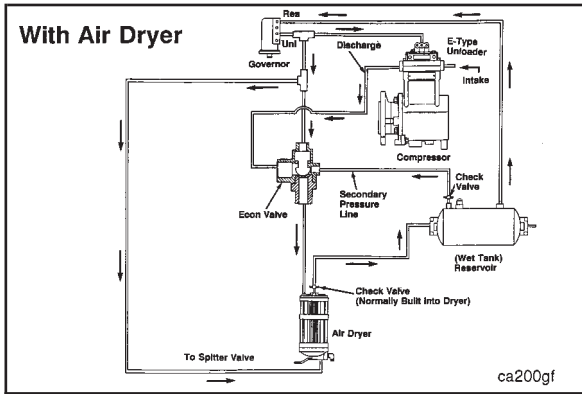 With Air Dryer
Res
Uni
Governor
Discharge
E-Type
Unloader
Intake
Compressor
Econ Valve
Secondary
Pressure
Line
Check
Valve
(Wet Tank)
Reservoir
Check Valve
(Normally Built Into Dryer)
Air Dryer
To Spitter Valve
ca200gf